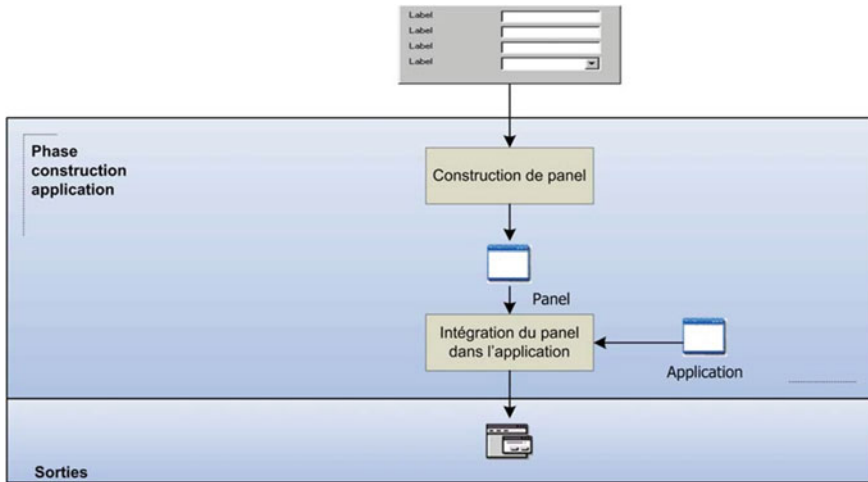 Label
Label
Label
Label
Phase
construction
application
Construction de panel
Panel
Intégration du panel
dans l'application
Application
Sorties